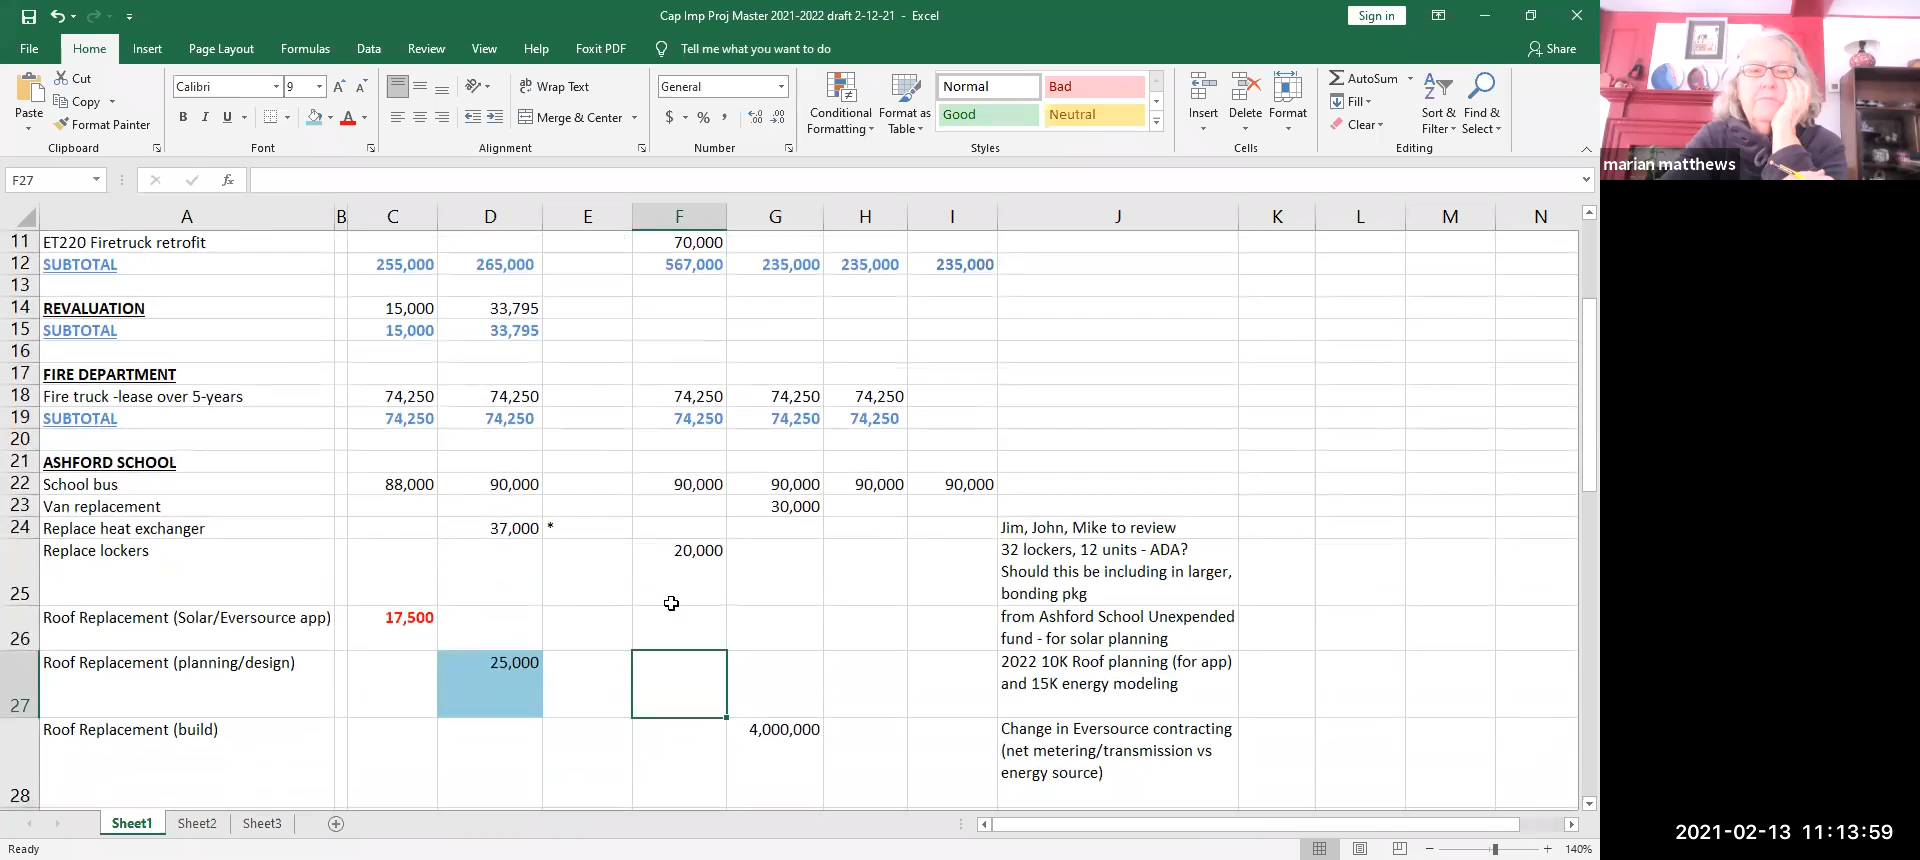 Cap Imp Proj Master 2021-2022 draft 2-12-21 - Excel
Sign in
File Home Insert Page Layout Formulas Data Review View Help Foxit PDF Tell me what you want to do Share
Paste Cut Copy Format Painter Clipboard
Calibri 9 A A B I U A Font
Wrap Text Merge & Center Alignment
General $ % , Number
Conditional Formatting Format as Table
Normal Bad Good Neutral Styles
Insert Delete Format Cells
AutoSum Fill Clear Sort & Filter Find & Select Editing
marian matthews
F27 fx
A B C D E F G H I J K L M N
11 ET220 Firetruck retrofit 70,000
12 SUBTOTAL 255,000 265,000 567,000 235,000 235,000 235,000
13
14 REVALUATION 15,000 33,795
15 SUBTOTAL 15,000 33,795
16
17 FIRE DEPARTMENT
18 Fire truck -lease over 5-years 74,250 74,250 74,250 74,250 74,250
19 SUBTOTAL 74,250 74,250 74,250 74,250 74,250
20
21 ASHFORD SCHOOL
22 School bus 88,000 90,000 90,000 90,000 90,000 90,000
23 Van replacement 30,000
24 Replace heat exchanger 37,000 * Jim, John, Mike to review
Replace lockers 20,000 32 lockers, 12 units - ADA?
Should this be including in larger,
25 bonding pkg
Roof Replacement (Solar/Eversource app) 17,500 from Ashford School Unexpended
26 fund - for solar planning
Roof Replacement (planning/design) 25,000 2022 10K Roof planning (for app)
and 15K energy modeling
27
Roof Replacement (build) 4,000,000 Change in Eversource contracting
(net metering/transmission vs
energy source)
28
Sheet1 Sheet2 Sheet3
2021-02-13 11:13:59
Ready 140%